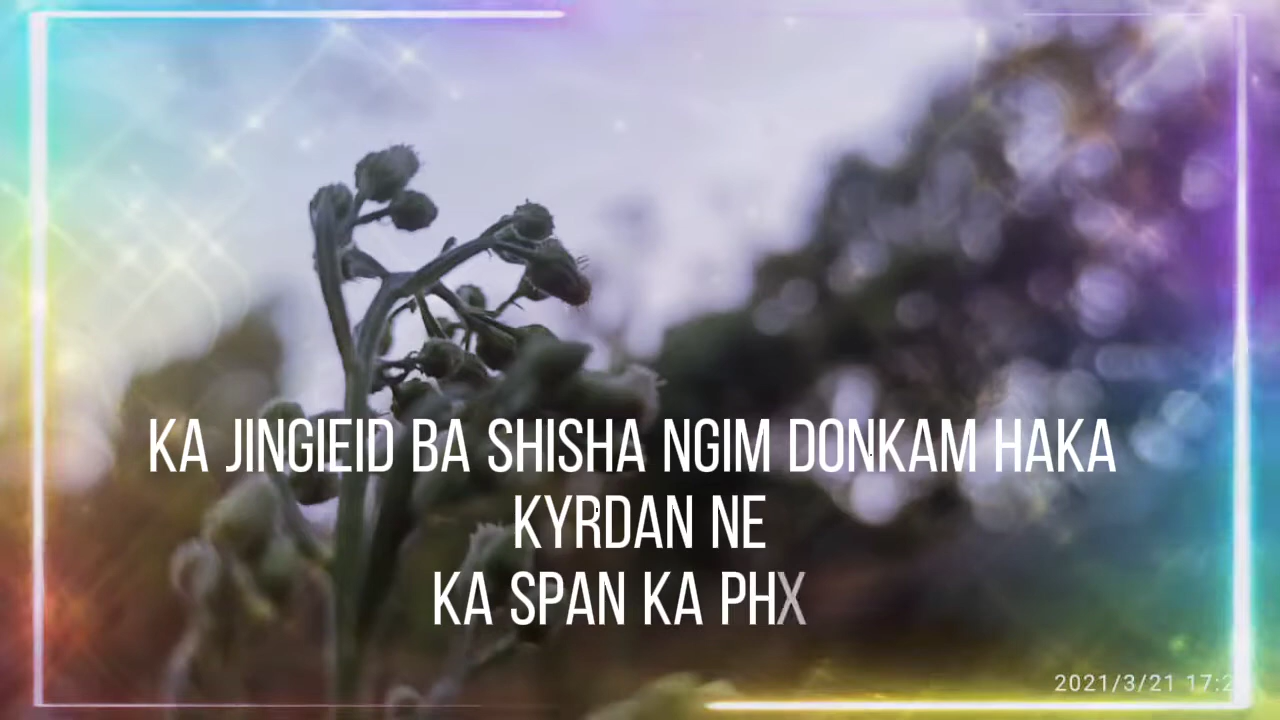 KA JINGIEID BA SHISHA NGIM DONKAM HAKA
KYRDAN NE
KA SPAN KA PHX
2021/3/21 17:2